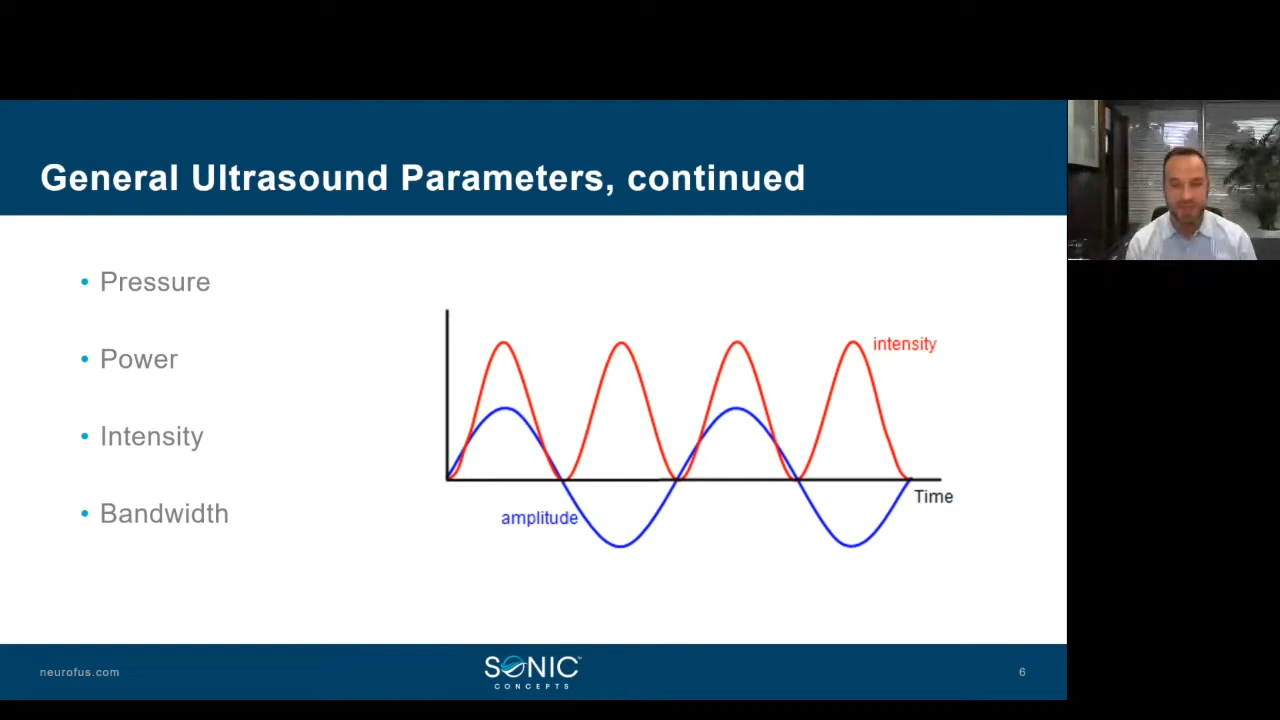 General Ultrasound Parameters, continued
• Pressure
• Power
• Intensity
• Bandwidth
intensity
Time
amplitude
neurofus.com
SONIC
CONCEPTS
6